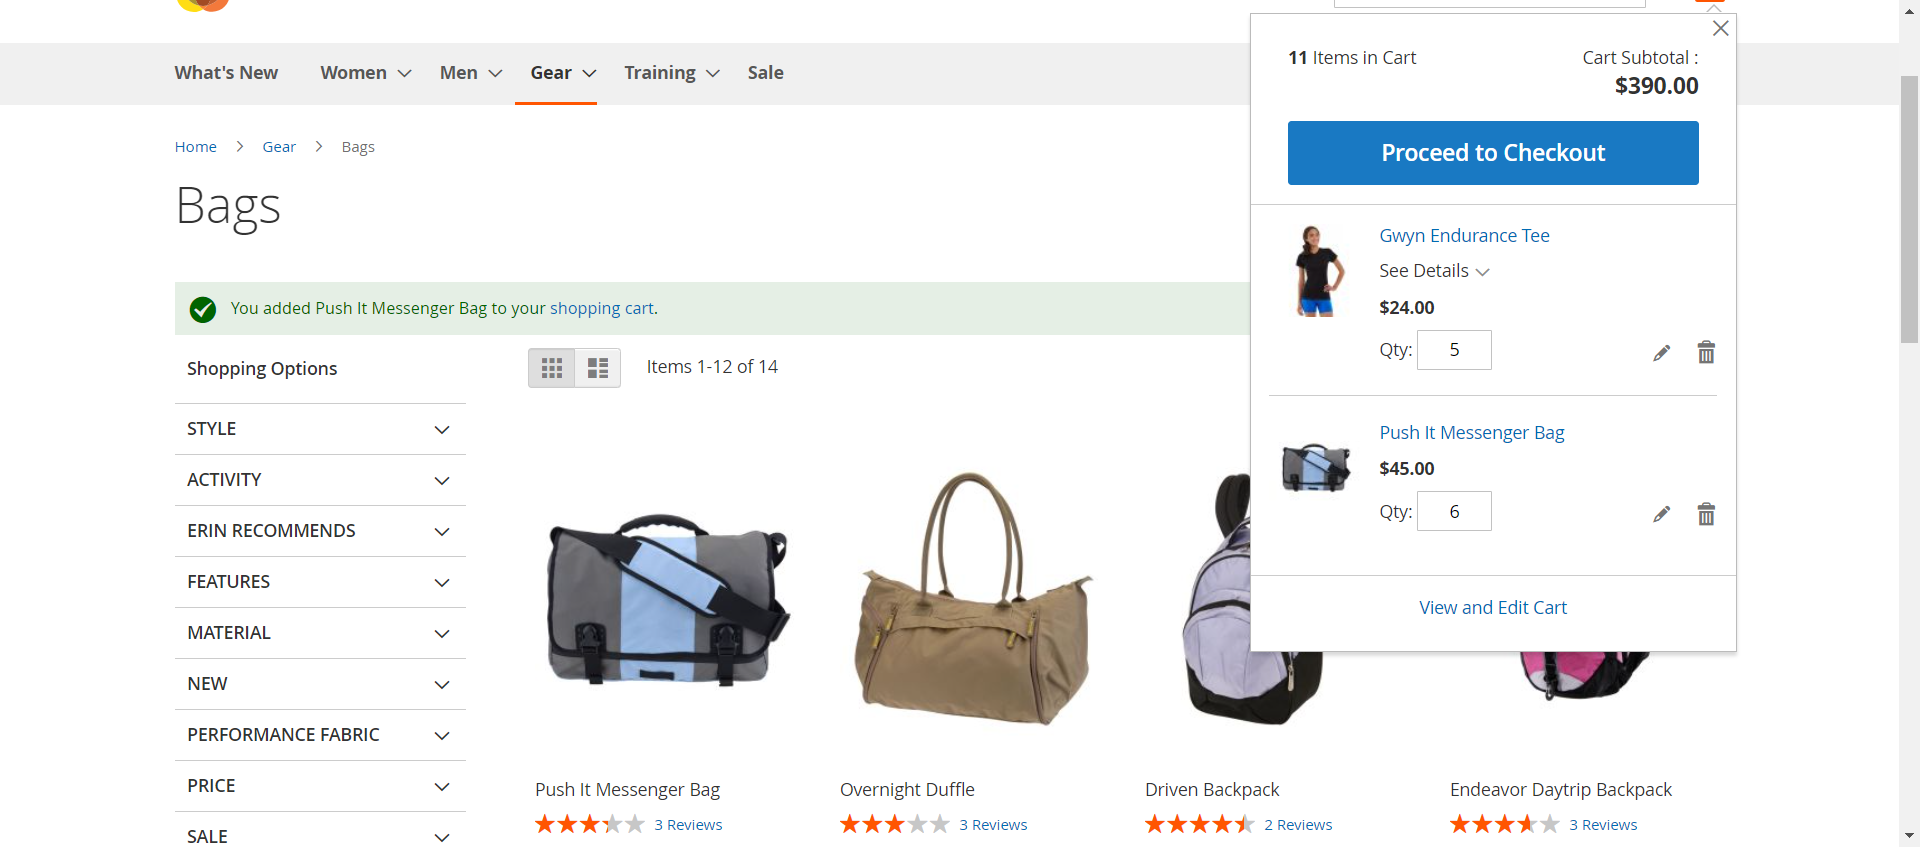 What's New
Women
Men
Gear
Training
Sale
Home
Gear
Bags
Bags
You added Push It Messenger Bag to your shopping cart.
Shopping Options
STYLE
ACTIVITY
ERIN RECOMMENDS
FEATURES
MATERIAL
NEW
PERFORMANCE FABRIC
PRICE
SALE
Items 1-12 of 14
Push It Messenger Bag
3 Reviews
Overnight Duffle
3 Reviews
Driven Backpack
2 Reviews
Endeavor Daytrip Backpack
3 Reviews
11 Items in Cart
Cart Subtotal :
$390.00
Proceed to Checkout
Gwyn Endurance Tee
See Details
$24.00
Qty: 5
Push It Messenger Bag
$45.00
Qty: 6
View and Edit Cart